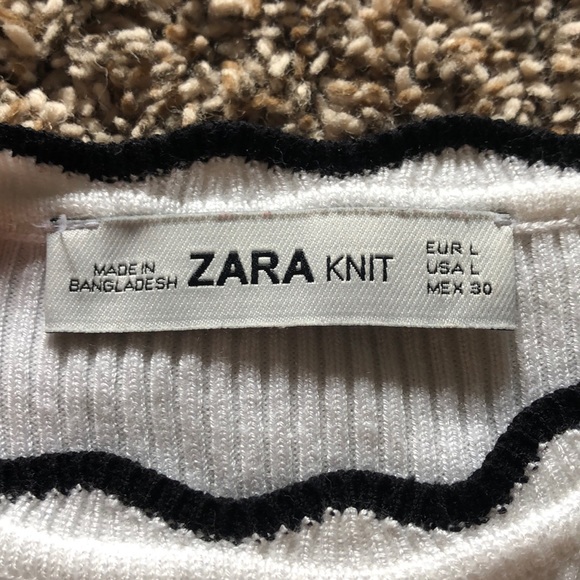 MADE IN
BANGLADESH
ZARA KNIT
EUR L
USA L
MEX 30